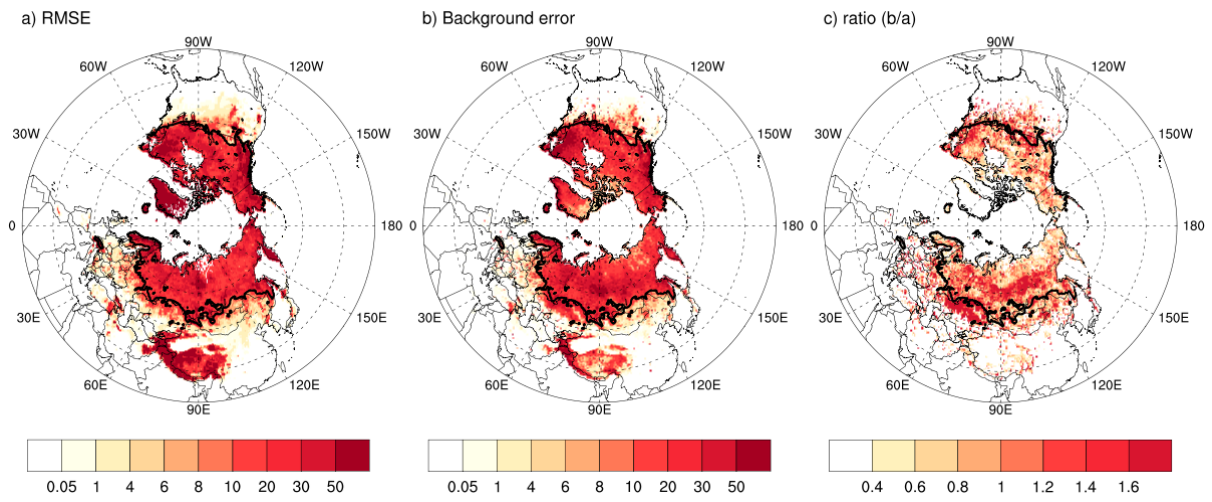 a) RMSE
b) Background error
c) ratio (b/a)
90W
60W
120W
30W
150W
0
180
30E
150E
60E
120E
90E
90W
60W
120W
30W
150W
0
180
30E
150E
60E
120E
90E
90W
60W
120W
30W
150W
0
180
30E
150E
60E
120E
90E
0.05 1 4 6 8 10 20 30 50
0.05 1 4 6 8 10 20 30 50
0.4 0.6 0.8 1 1.2 1.4 1.6